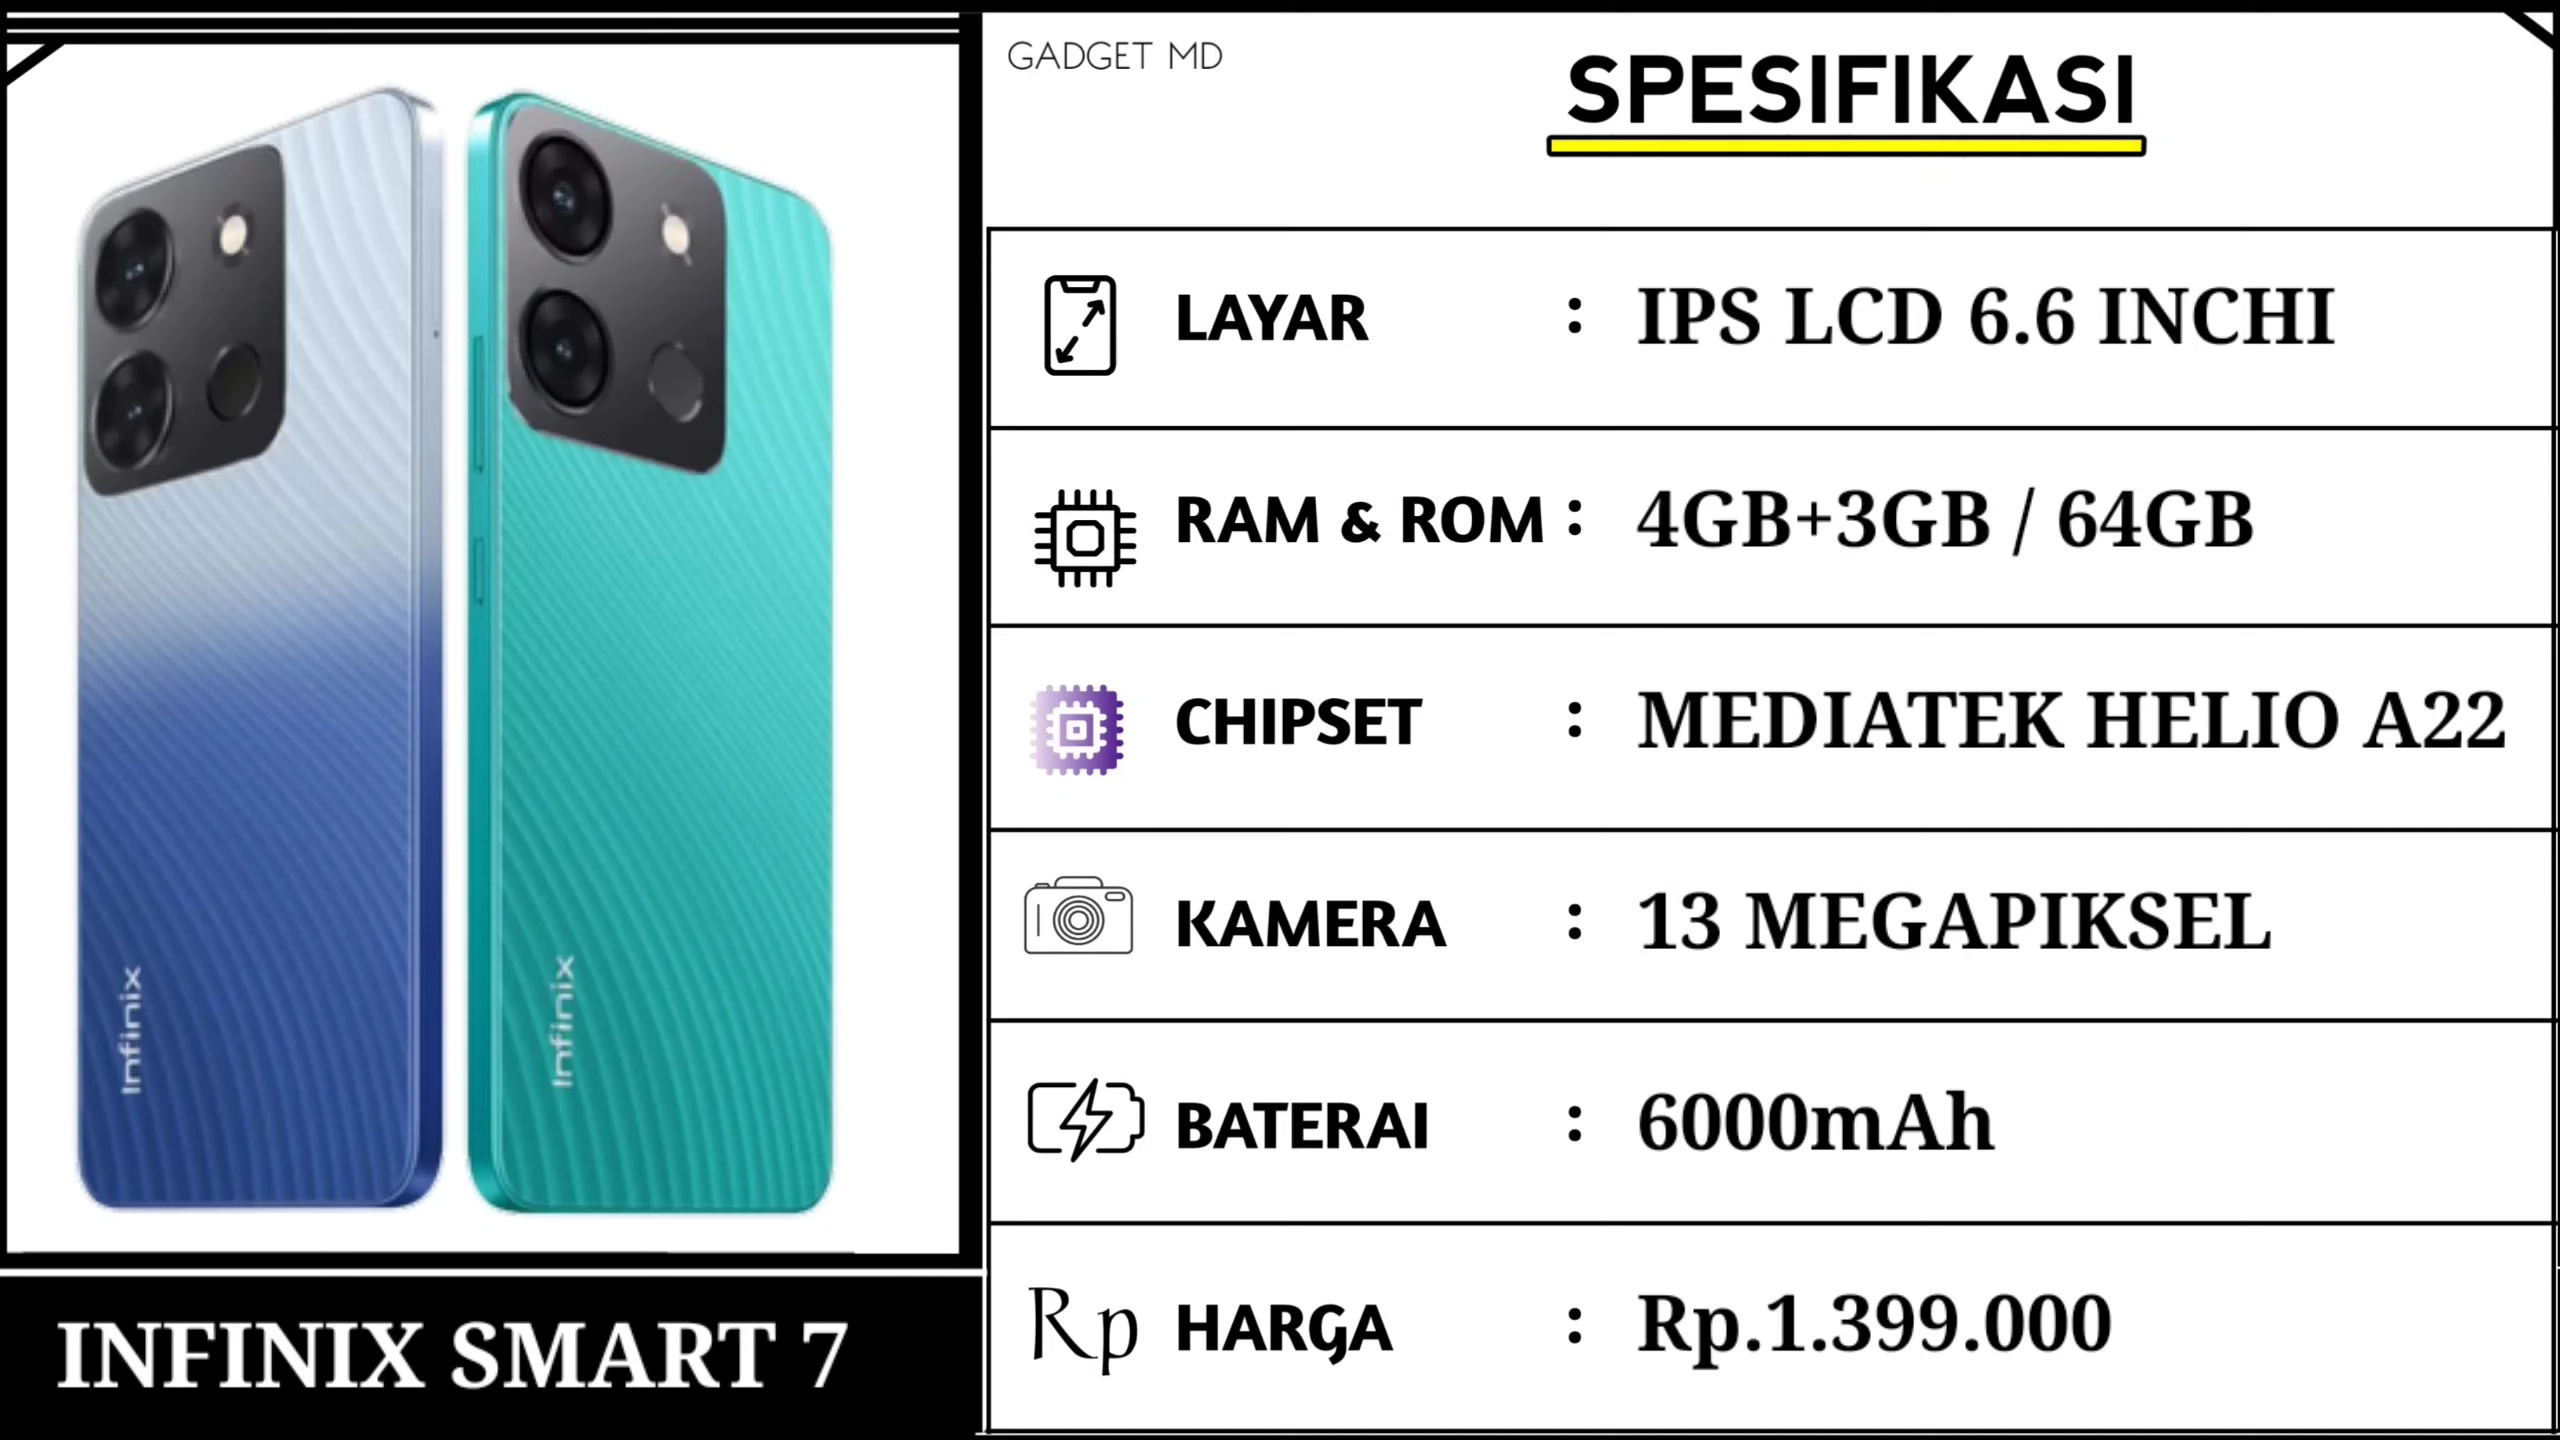 GADGET MD
SPESIFIKASI
LAYAR : IPS LCD 6.6 INCHI
RAM & ROM : 4GB+3GB / 64GB
CHIPSET : MEDIATEK HELIO A22
KAMERA : 13 MEGAPIKSEL
BATERAI : 6000mAh
Rp HARGA : Rp.1.399.000
Infinix
Infinix
INFINIX SMART 7